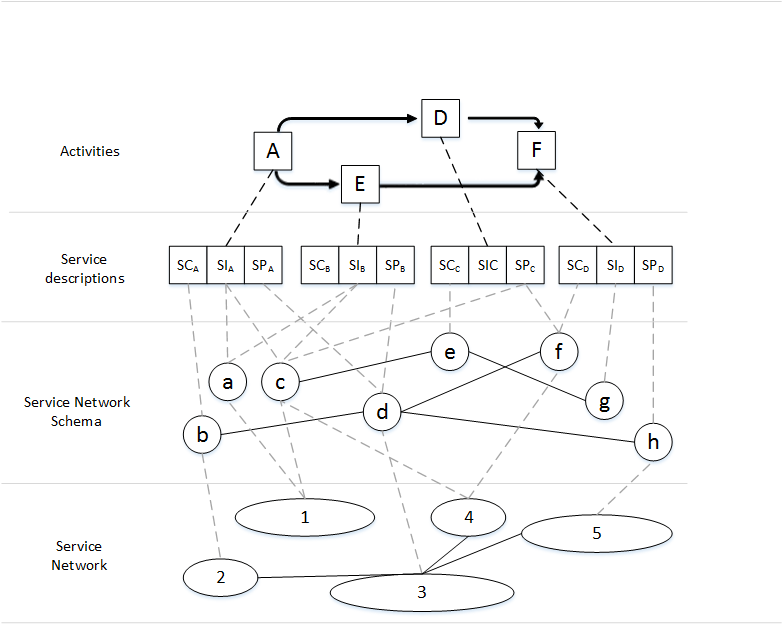 Activities
A
D
E
F
Service
descriptions
SCA SIA SPA
SCB SIB SPB
SCC SIC SPC
SCD SID SPD
Service Network
Schema
a
c
e
f
b
d
g
h
Service
Network
1
4
5
2
3